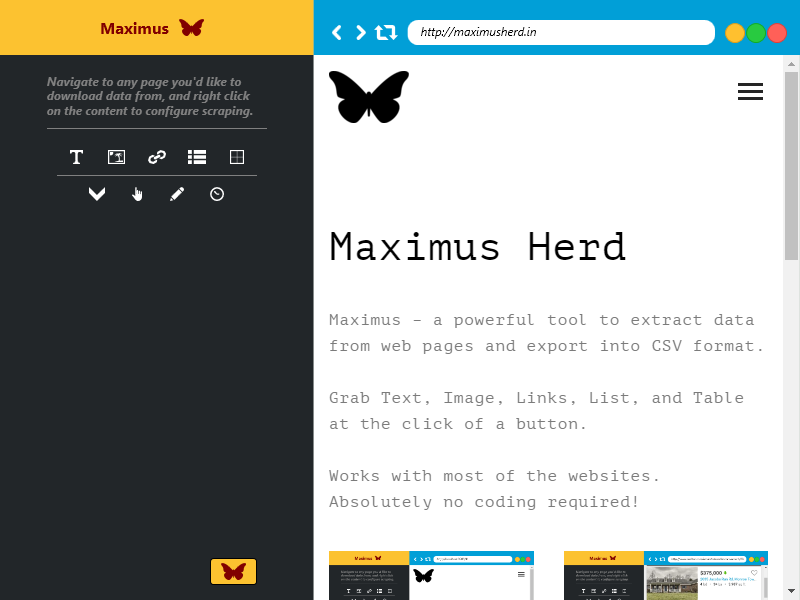 Maximus
Navigate to any page you'd like to
download data from, and right click
on the content to configure scraping.
http://maximusherd.in
Maximus Herd
Maximus – a powerful tool to extract data
from web pages and export into CSV format.
Grab Text, Image, Links, List, and Table
at the click of a button.
Works with most of the websites.
Absolutely no coding required!
Maximus
Maximus
$375,000